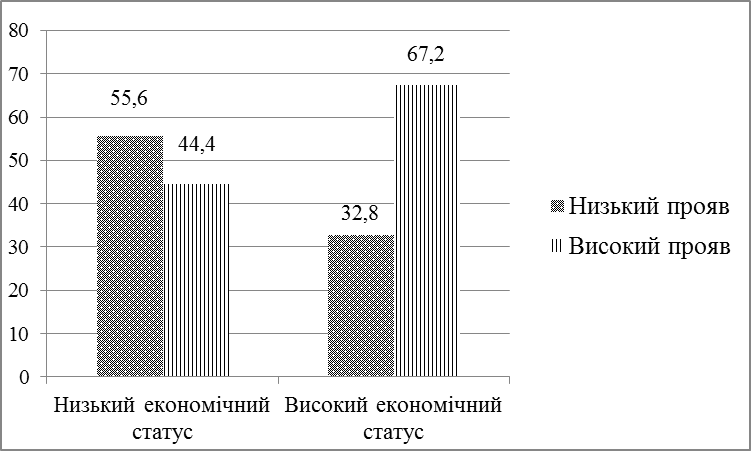 80
70
60
50
40
30
20
10
0
55,6
44,4
32,8
67,2
Низький економічний
статус
Високий економічний
статус
Низький прояв
Високий прояв